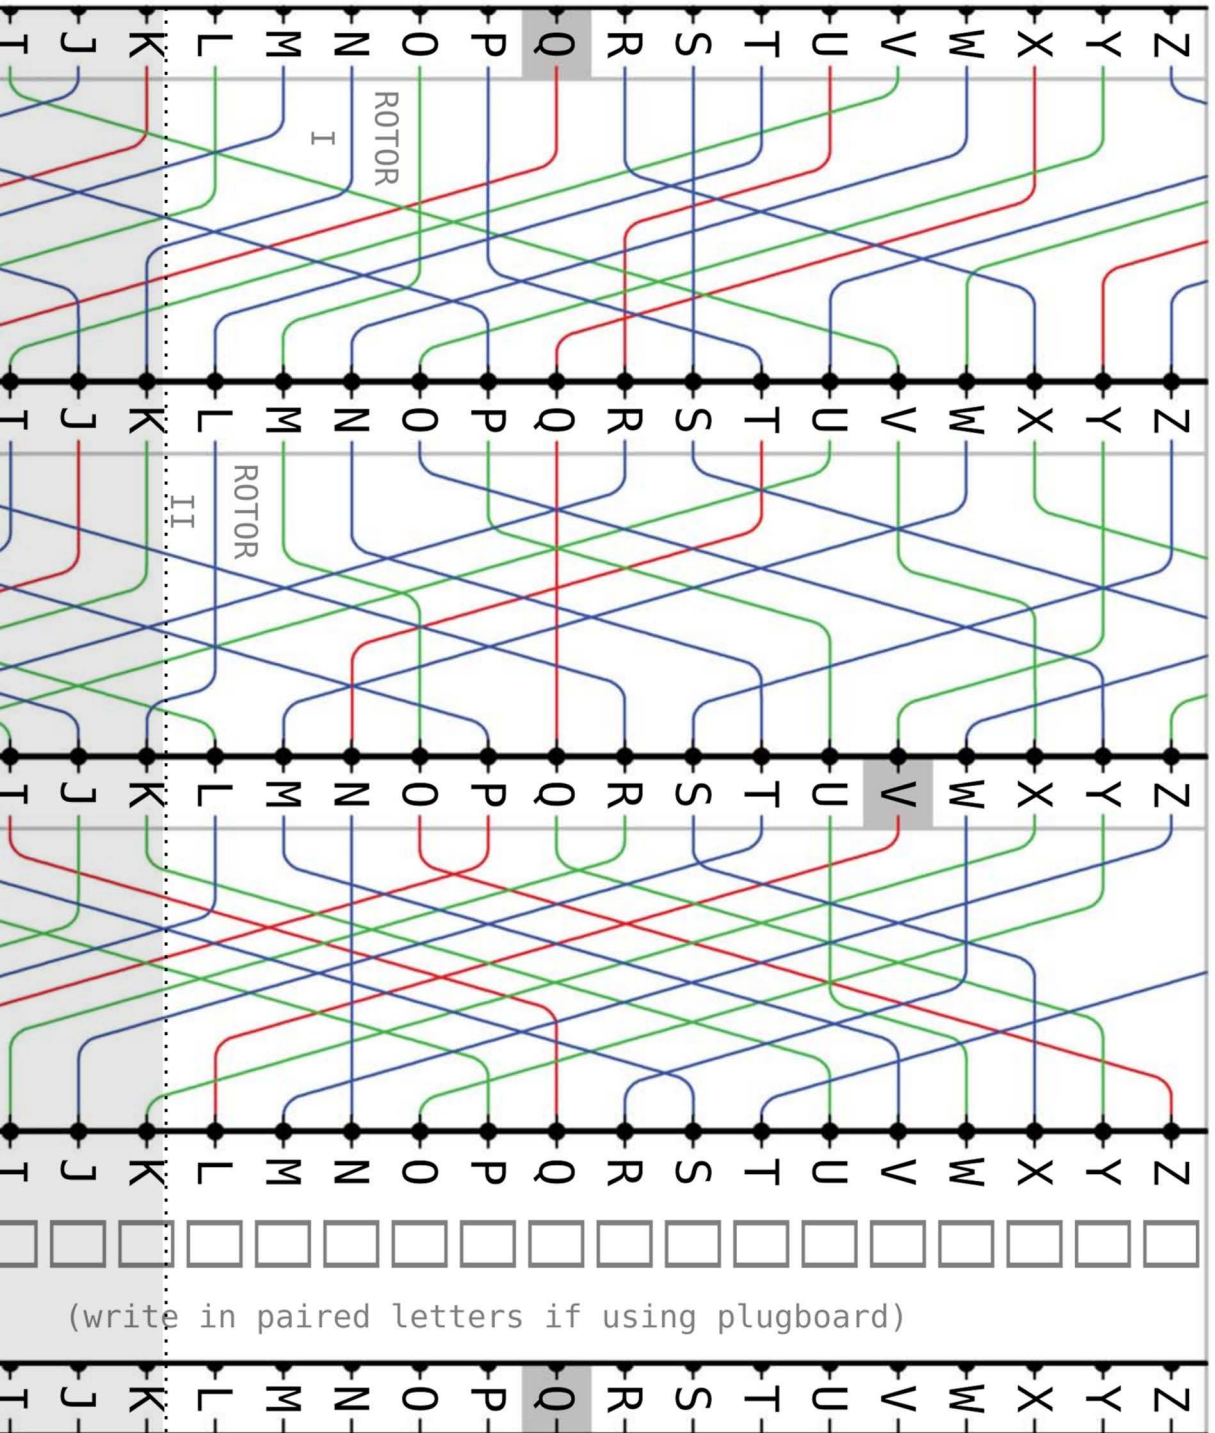 I J K L M N O P Q R S T U V W X Y Z
ROTOR
I
I J K L M N O P Q R S T U V W X Y Z
ROTOR
II
I J K L M N O P Q R S T U V W X Y Z
I J K L M N O P Q R S T U V W X Y Z
(write in paired letters if using plugboard)
I J K L M N O P Q R S T U V W X Y Z